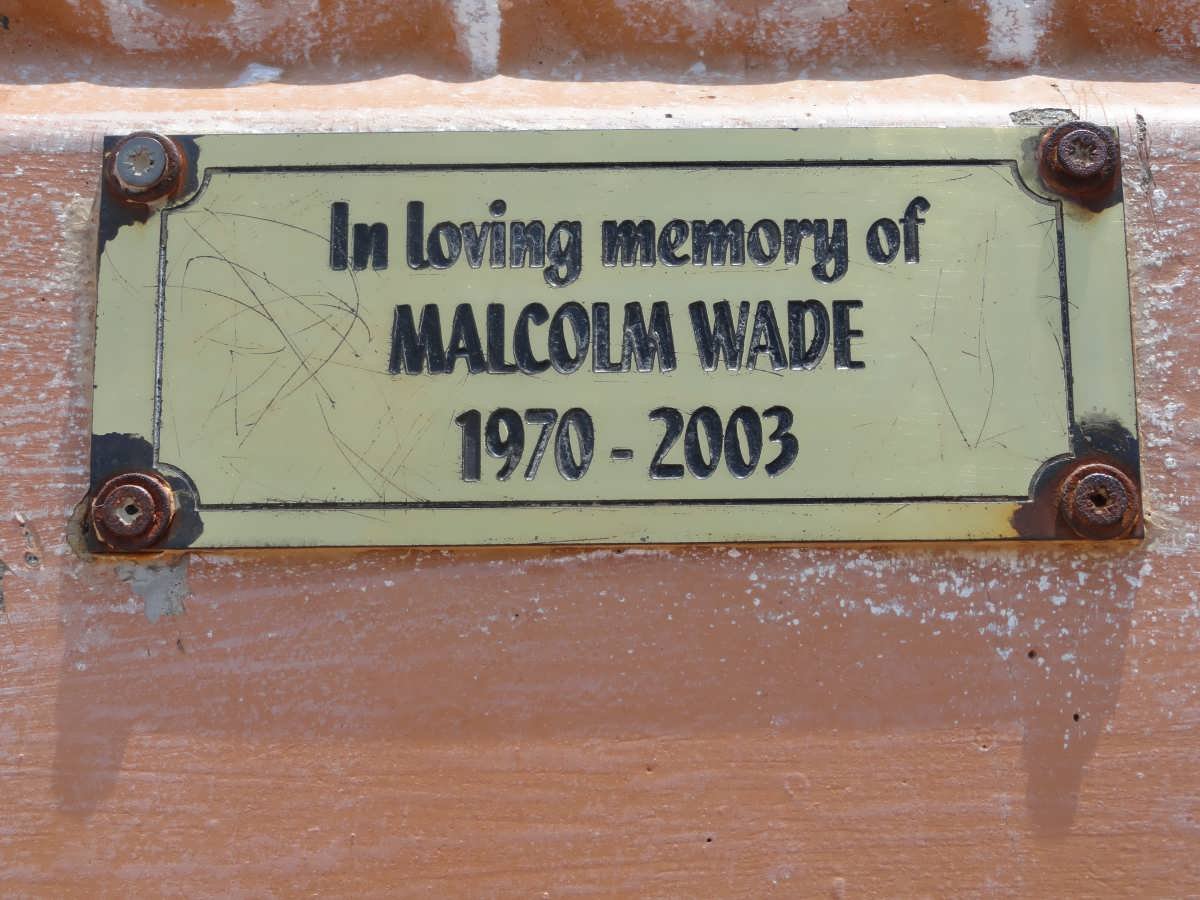 In loving memory of
MALCOLM WADE
1970 - 2003